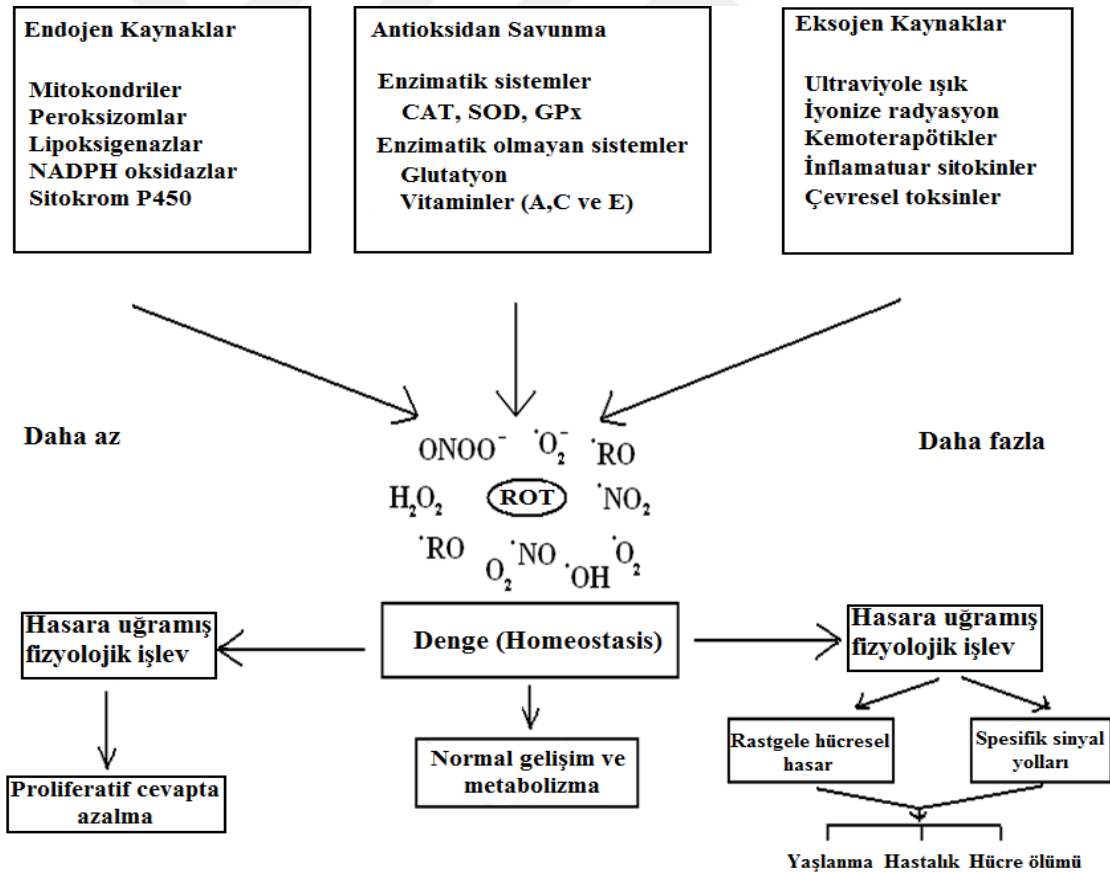 Endojen Kaynaklar
Mitokondriler
Peroksizomlar
Lipoksigenazlar
NADPH oksidazlar
Sitokrom P450
Antioksidan Savunma
Enzimatik sistemler
CAT, SOD, GPx
Enzimatik olmayan sistemler
Glutatyon
Vitaminler (A,C ve E)
Eksojen Kaynaklar
Ultraviyole ışık
İyonize radyasyon
Kemoterapötikler
İnflamatuar sitokinler
Çevresel toksinler
Daha az
Daha fazla
ONOO⁻ ˙O₂⁻ ˙RO
H₂O₂ ROT ˙NO₂
˙RO O₂ ˙NO ˙OH ˙O₂
Hasara uğramış
fizyolojik işlev
Denge (Homeostasis)
Hasara uğramış
fizyolojik işlev
Proliferatif cevapta
azalma
Normal gelişim ve
metabolizma
Rastgele hücresel
hasar
Spesifik sinyal
yolları
Yaşlanma Hastalık Hücre ölümü